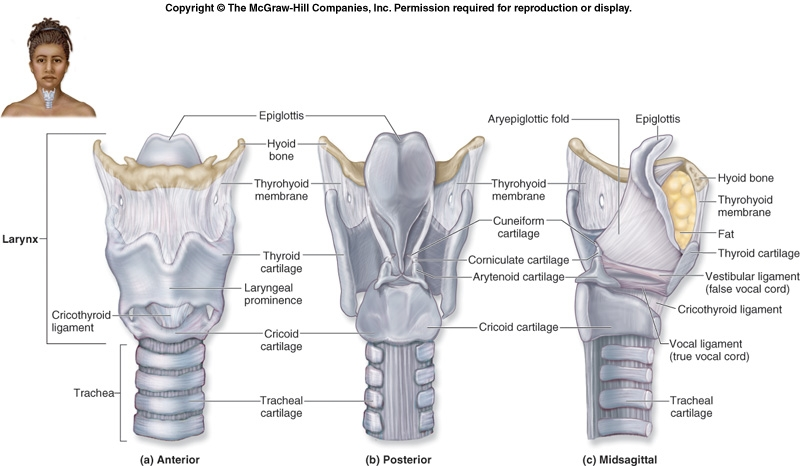 Copyright © The McGraw-Hill Companies, Inc. Permission required for reproduction or display.
Epiglottis
Hyoid
bone
Thyrohyoid
membrane
Larynx
Thyroid
cartilage
Laryngeal
prominence
Cricothyroid
ligament
Cricoid
cartilage
Trachea
Tracheal
cartilage
(a) Anterior
Thyrohyoid
membrane
Cuneiform
cartilage
Corniculate cartilage
Arytenoid cartilage
Cricoid cartilage
(b) Posterior
Aryepiglottic fold
Epiglottis
Hyoid bone
Thyrohyoid
membrane
Fat
Thyroid cartilage
Vestibular ligament
(false vocal cord)
Cricothyroid ligament
Vocal ligament
(true vocal cord)
Tracheal
cartilage
(c) Midsagittal